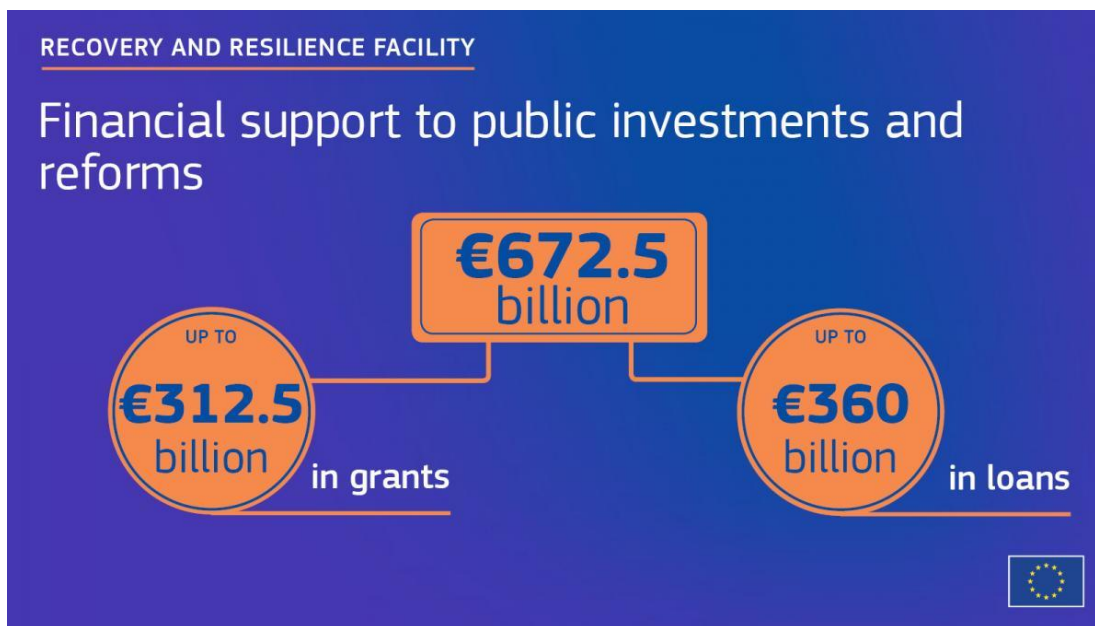 RECOVERY AND RESILIENCE FACILITY
Financial support to public investments and
reforms
€672.5
billion
UP TO
€312.5
billion
in grants
UP TO
€360
billion
in loans